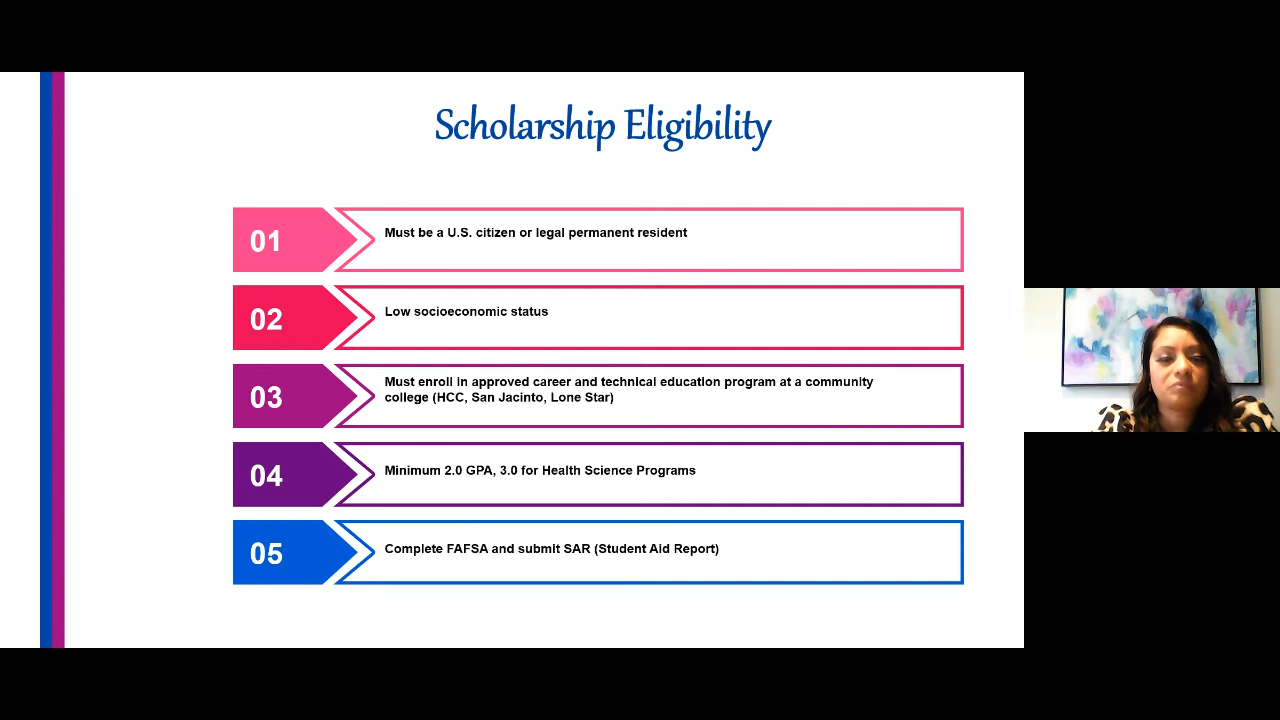 Scholarship Eligibility
01
Must be a U.S. citizen or legal permanent resident
02
Low socioeconomic status
03
Must enroll in approved career and technical education program at a community
college (HCC, San Jacinto, Lone Star)
04
Minimum 2.0 GPA, 3.0 for Health Science Programs
05
Complete FAFSA and submit SAR (Student Aid Report)